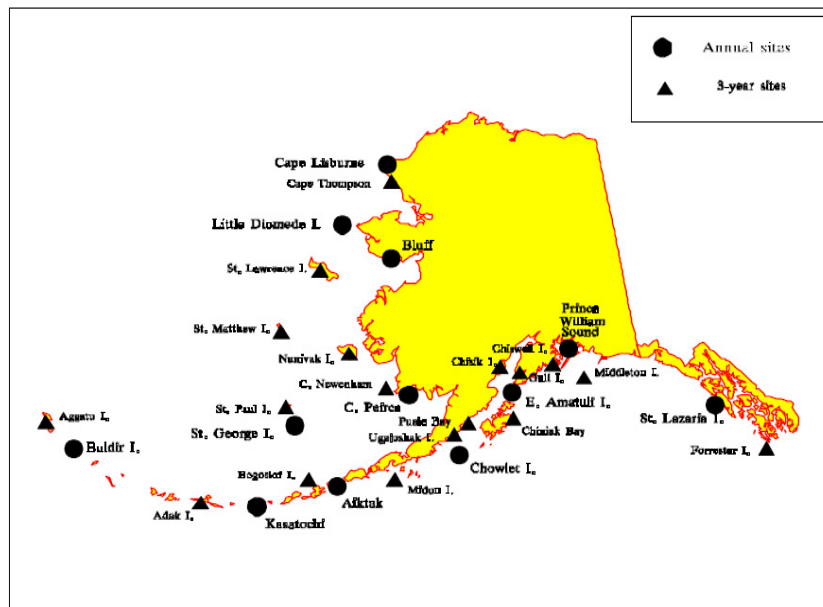 Annual sites
3-year sites
Cape Lisburne
Cape Thompson
Little Diomede I.
Bluff
St. Lawrence I.
Prince
William
Sound
St. Matthew I.
Chiswell I.
Nunivak I.
Chisik I.
Gull I.
Middleton I.
C. Newenham
C. Peirce
E. Amatuli I.
St. Paul I.
St. Lazaria I.
Aggatu I.
St. George I.
Puale Bay
Chiniak Bay
Ugaiushak I.
Buldir I.
Forrester I.
Chowiet I.
Bogoslof I.
Aiktak
Midun I.
Adak I.
Kasatochi